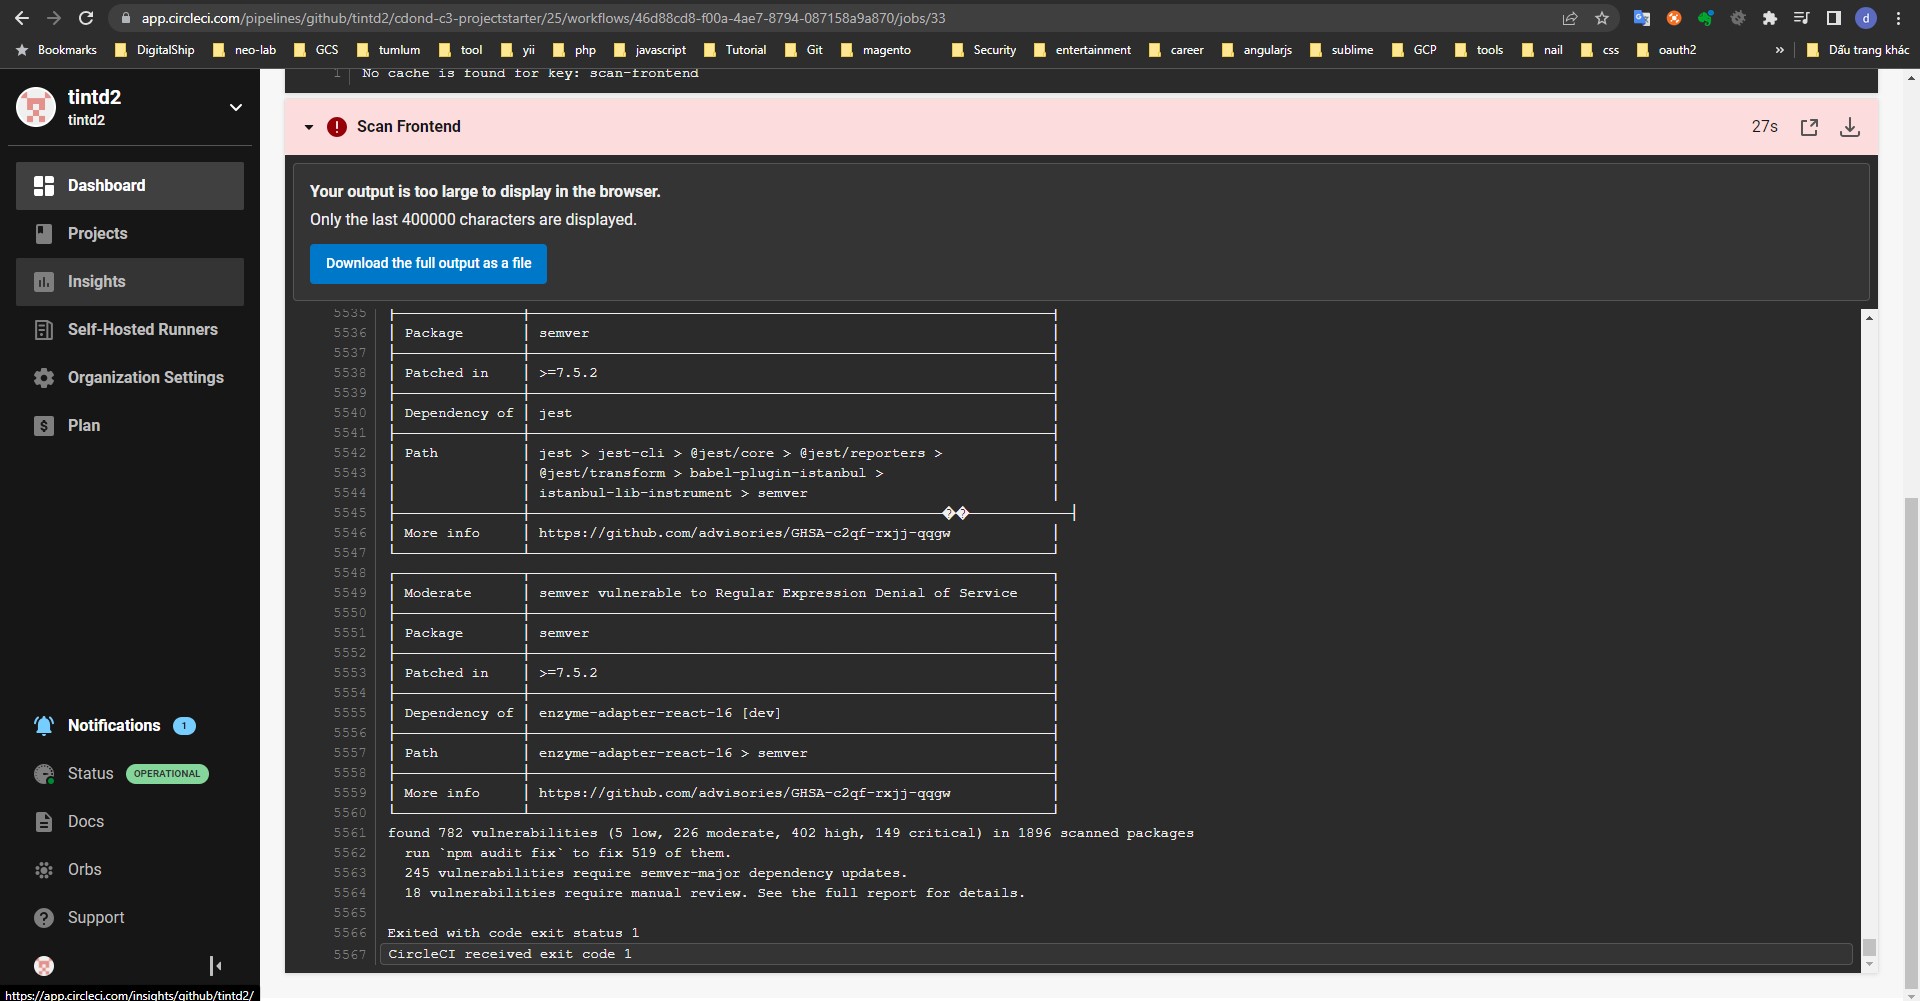 app.circleci.com/pipelines/github/tintd2/cdond-c3-projectstarter/25/workflows/46d88cd8-f00a-4ae7-8794-087158a9a870/jobs/33
d
Bookmarks DigitalShip neo-lab GCS tumlum tool yii php javascript Tutorial Git magento Security entertainment career angularjs sublime GCP tools nail css oauth2 » Dấu trang khác
tintd2
tintd2
Dashboard
Projects
Insights
Self-Hosted Runners
Organization Settings
Plan
Notifications 1
Status OPERATIONAL
Docs
Orbs
Support
https://app.circleci.com/insights/github/tintd2/
1 No cache is found for key: scan-frontend
Scan Frontend 27s
Your output is too large to display in the browser.
Only the last 400000 characters are displayed.
Download the full output as a file
5535
5536 Package semver
5537
5538 Patched in >=7.5.2
5539
5540 Dependency of jest
5541
5542 Path jest > jest-cli > @jest/core > @jest/reporters >
5543 @jest/transform > babel-plugin-istanbul >
5544 istanbul-lib-instrument > semver
5545 ��
5546 More info https://github.com/advisories/GHSA-c2qf-rxjj-qqgw
5547
5548
5549 Moderate semver vulnerable to Regular Expression Denial of Service
5550
5551 Package semver
5552
5553 Patched in >=7.5.2
5554
5555 Dependency of enzyme-adapter-react-16 [dev]
5556
5557 Path enzyme-adapter-react-16 > semver
5558
5559 More info https://github.com/advisories/GHSA-c2qf-rxjj-qqgw
5560
5561 found 782 vulnerabilities (5 low, 226 moderate, 402 high, 149 critical) in 1896 scanned packages
5562 run `npm audit fix` to fix 519 of them.
5563 245 vulnerabilities require semver-major dependency updates.
5564 18 vulnerabilities require manual review. See the full report for details.
5565
5566 Exited with code exit status 1
5567 CircleCI received exit code 1